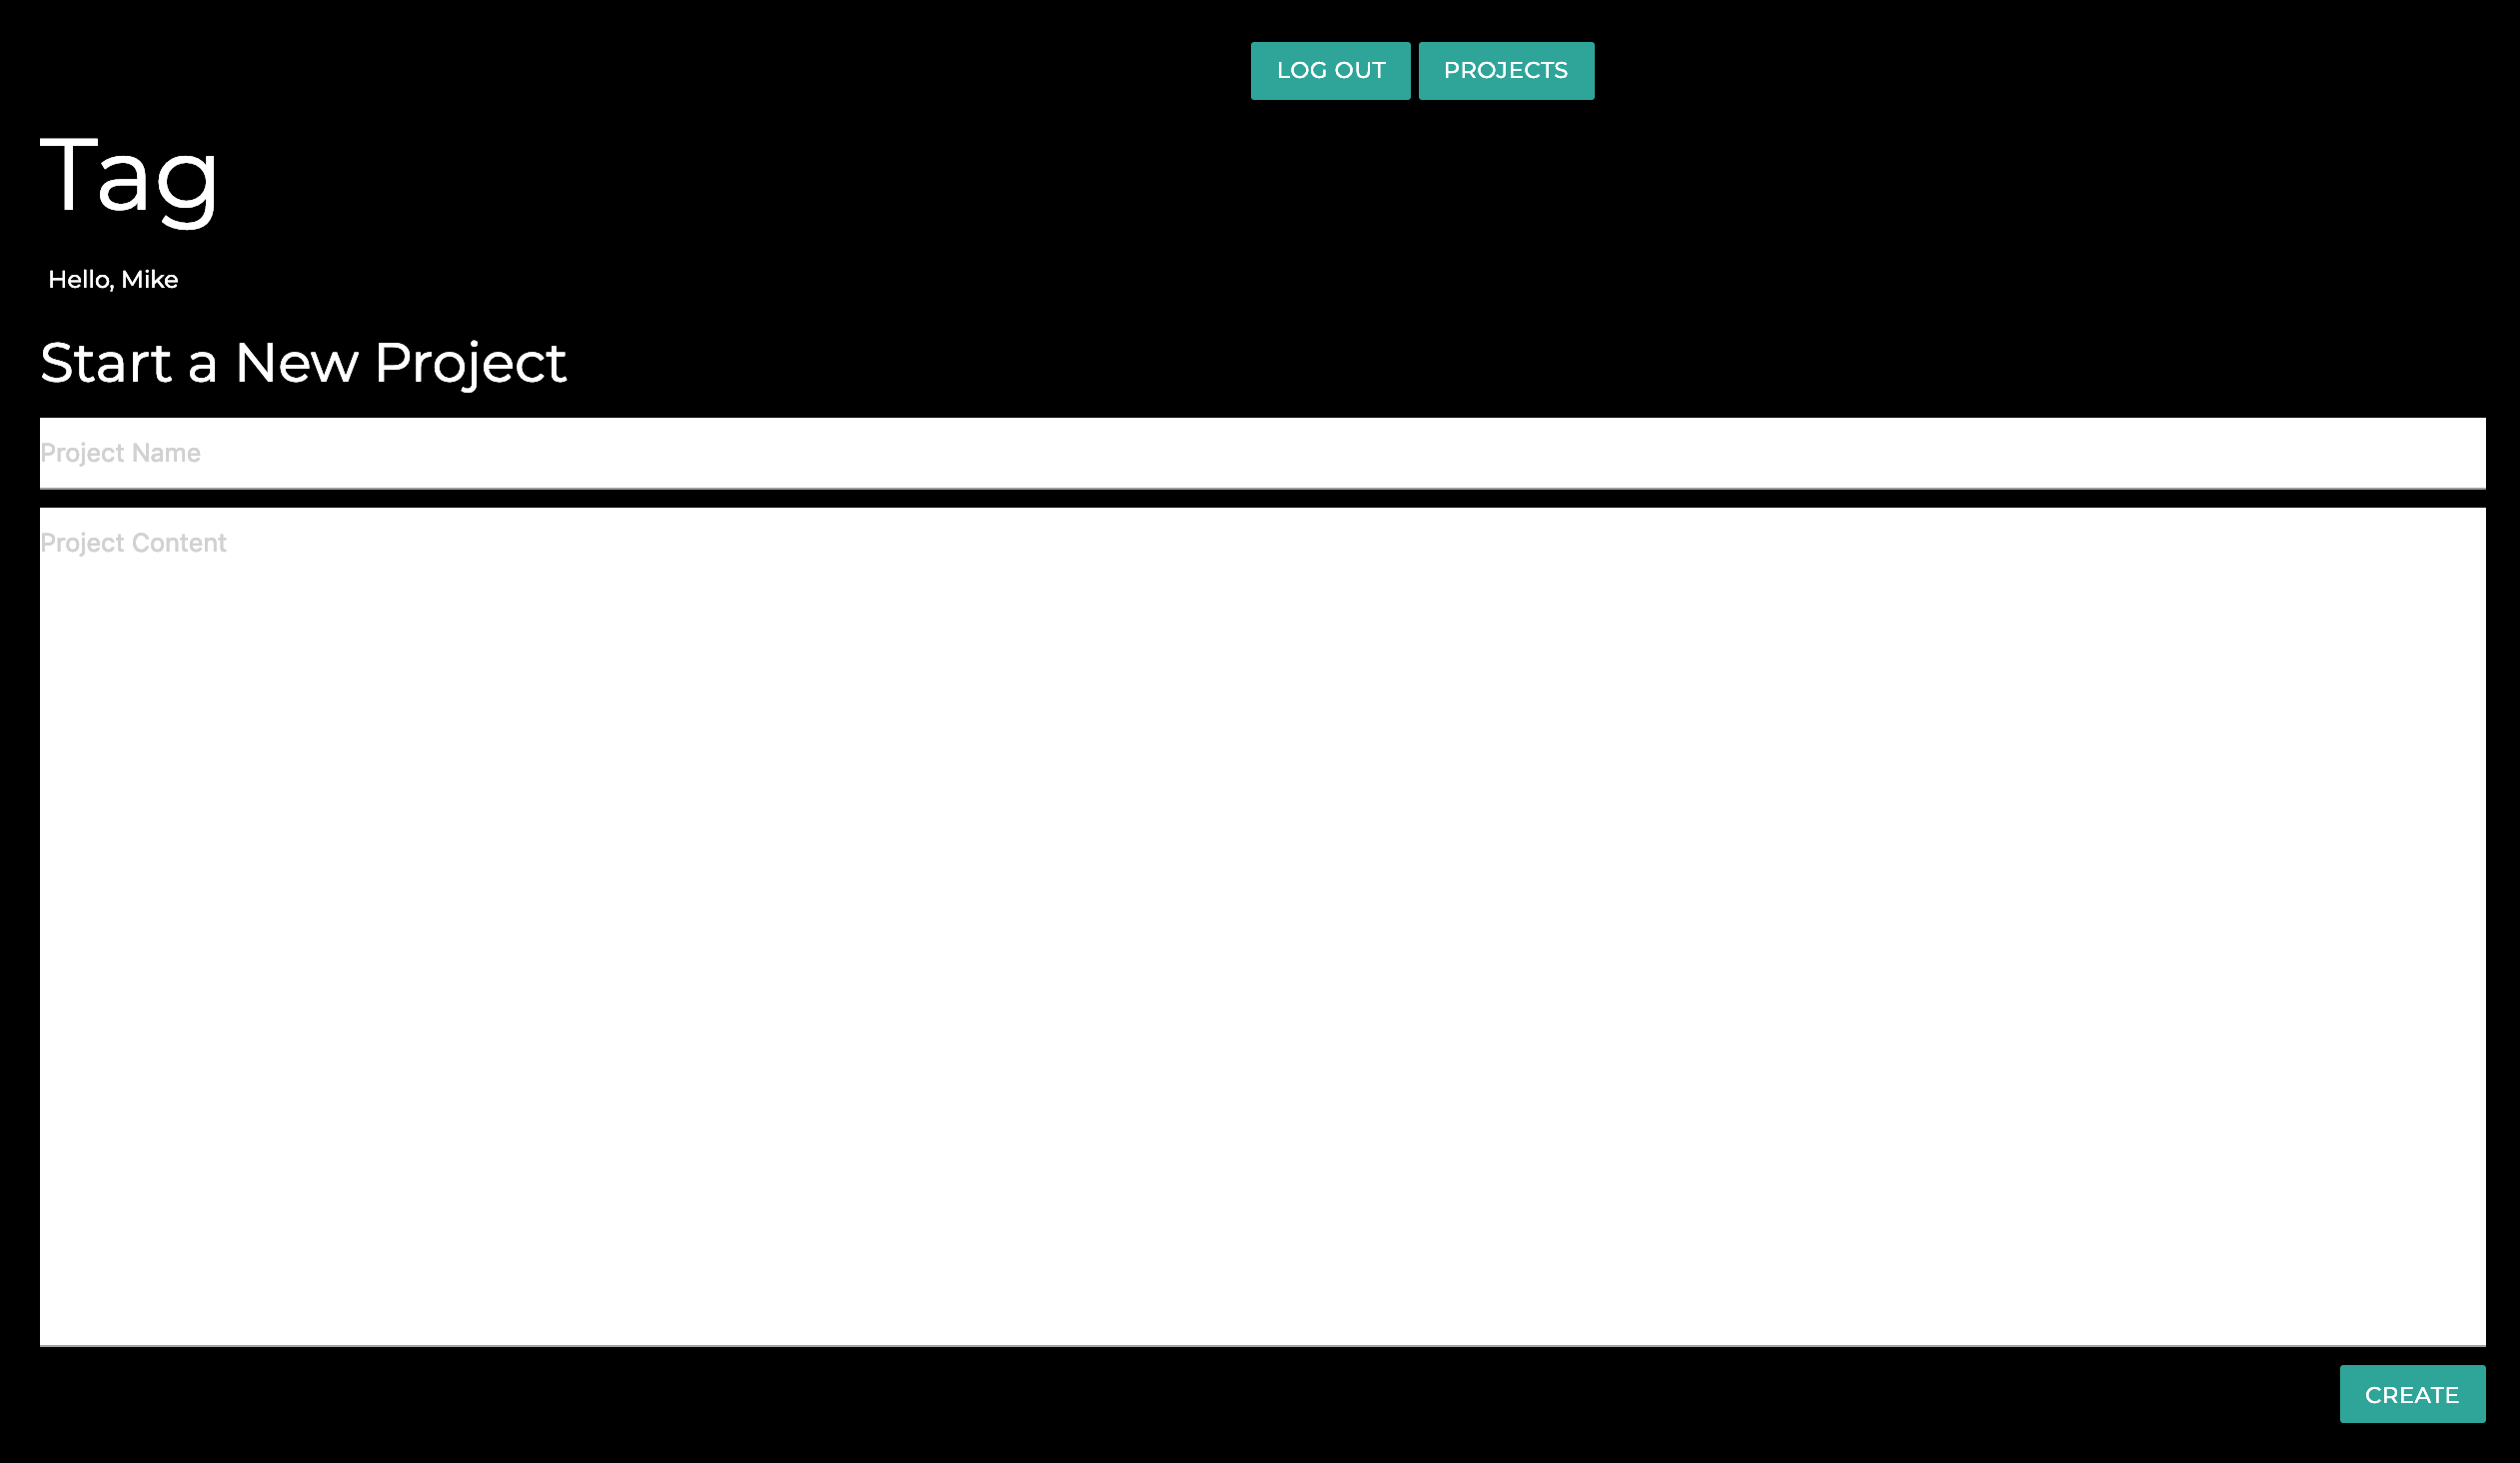 LOG OUT PROJECTS
Tag
Hello, Mike
Start a New Project
Project Name
Project Content
CREATE